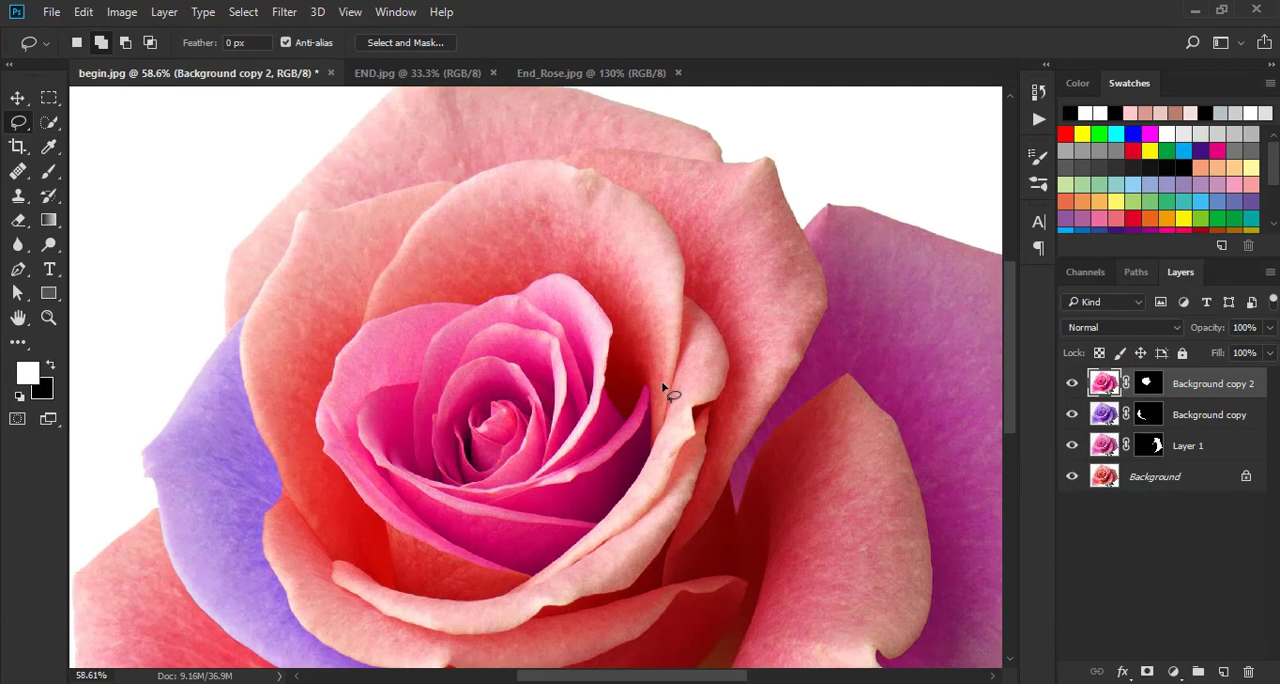 Ps File Edit Image Layer Type Select Filter 3D View Window Help
Feather: 0 px Anti-alias Select and Mask...
begin.jpg @ 58.6% (Background copy 2, RGB/8) * × END.jpg @ 33.3% (RGB/8) × End_Rose.jpg @ 130% (RGB/8) ×
Color Swatches
Channels Paths Layers
Kind
Normal Opacity: 100%
Lock: Fill: 100%
Background copy 2
Background copy
Layer 1
Background
58.61% Doc: 9.16M/36.9M